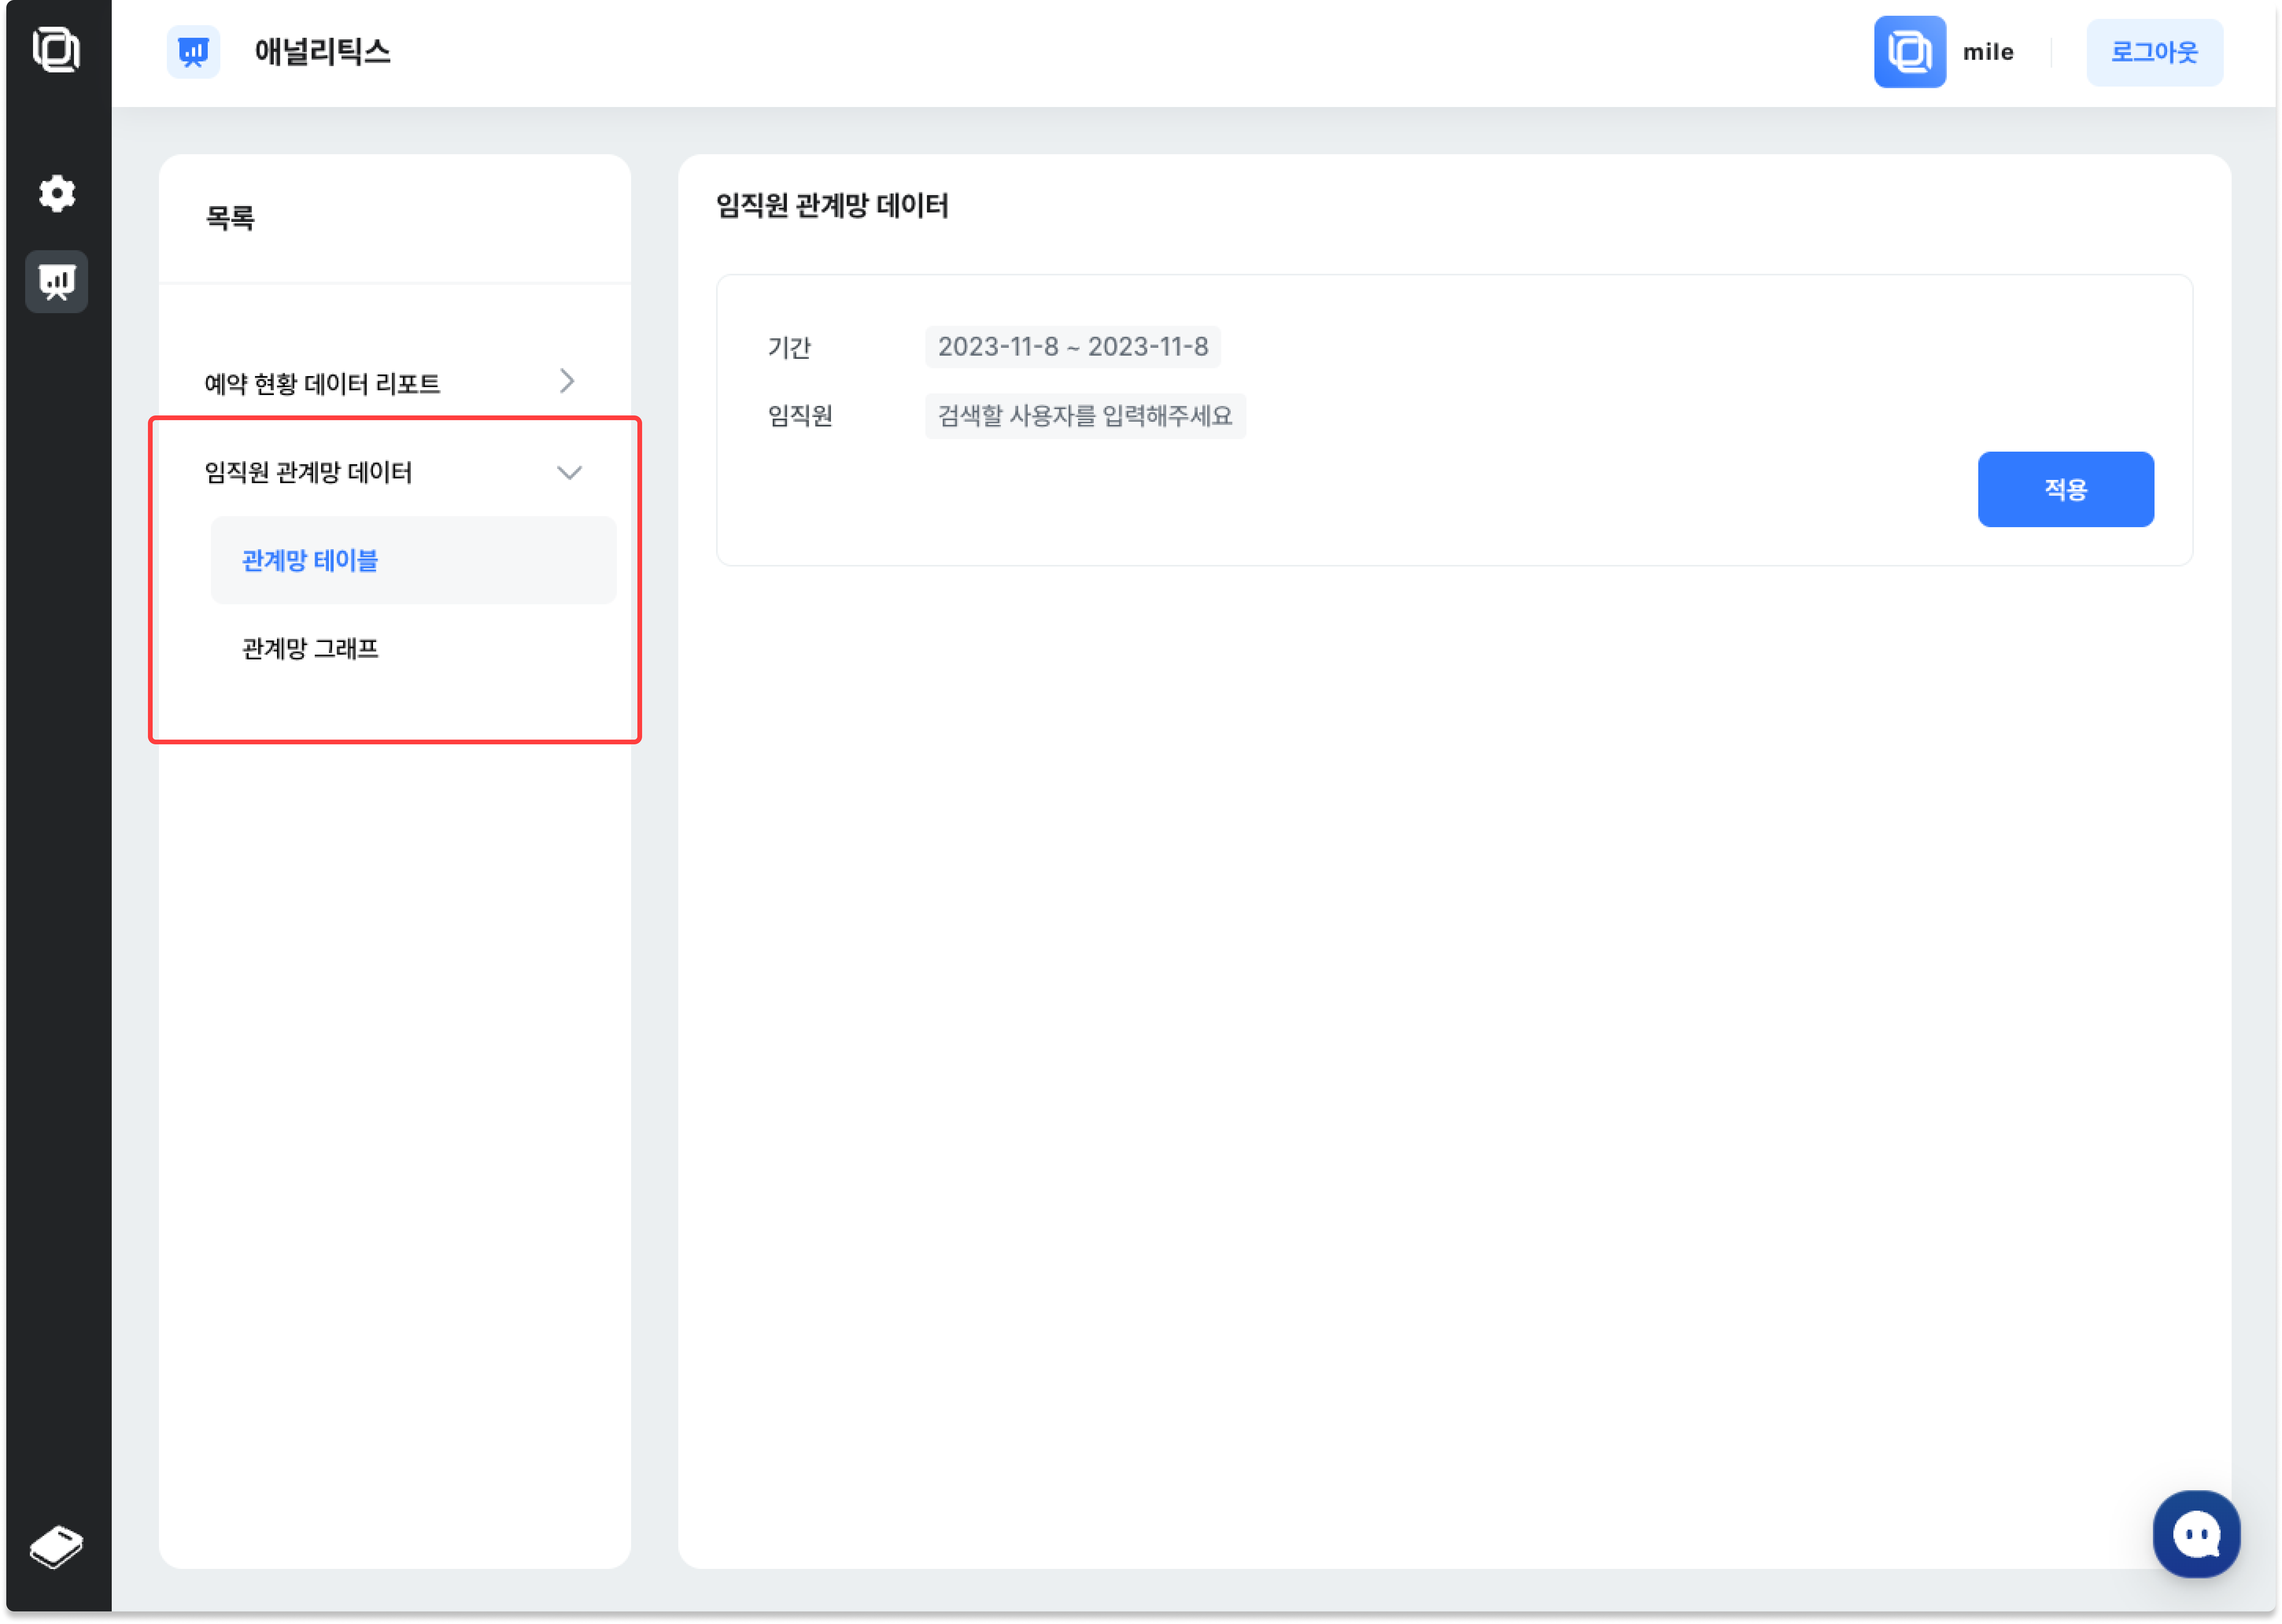 애널리틱스
mile
로그아웃
목록
예약 현황 데이터 리포트
임직원 관계망 데이터
관계망 테이블
관계망 그래프
임직원 관계망 데이터
기간 2023-11-8 ~ 2023-11-8
임직원 검색할 사용자를 입력해주세요
적용